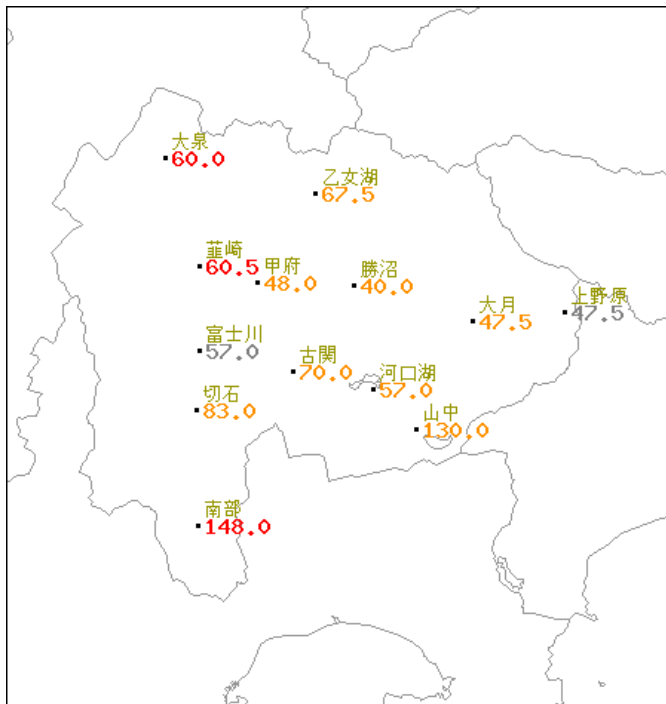 大泉
60.0
乙女湖
67.5
韮崎
60.5
甲府
48.0
勝沼
40.0
上野原
47.5
大月
47.5
富士川
57.0
古関
70.0
河口湖
57.0
切石
83.0
山中
130.0
南部
148.0